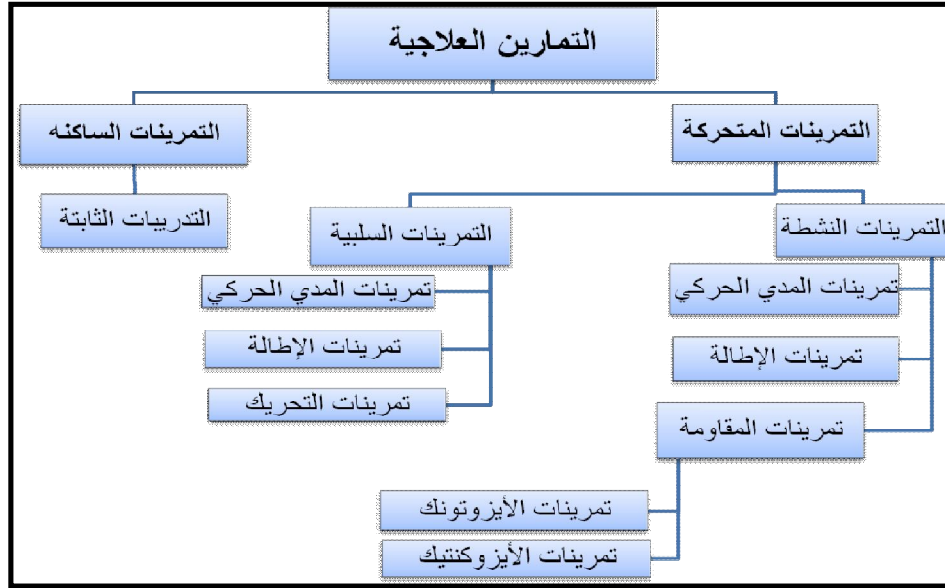 التمارين العلاجية
التمرينات المتحركة
التمرينات الساكنه
التمرينات النشطة
تمرينات المدي الحركي
تمرينات الإطالة
تمرينات المقاومة
تمرينات الأيزوتونك
تمرينات الأيزوكنتيك
التمرينات السلبية
تمرينات المدي الحركي
تمرينات الإطالة
تمرينات التحريك
التدريبات الثابتة